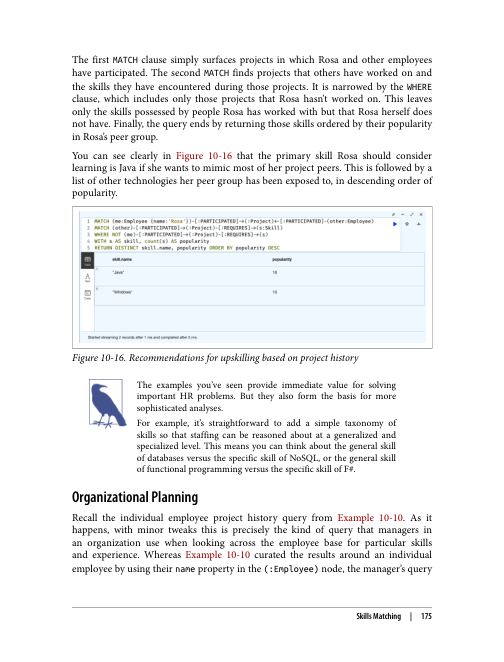 The first MATCH clause simply surfaces projects in which Rosa and other employees
have participated. The second MATCH finds projects that others have worked on and
the skills they have encountered during those projects. It is narrowed by the WHERE
clause, which includes only those projects that Rosa hasn't worked on. This leaves
only the skills possessed by people Rosa has worked with but that Rosa herself does
not have. Finally, the query ends by returning those skills ordered by their popularity
in Rosa's peer group.
You can see clearly in Figure 10-16 that the primary skill Rosa should consider
learning is Java if she wants to mimic most of her project peers. This is followed by a
list of other technologies her peer group has been exposed to, in descending order of
popularity.
1 MATCH (me:Employee {name:'Rosa'})-[:PARTICIPATED]->(:Project)<-[:PARTICIPATED]-(other:Employee)
2 MATCH (other)-[:PARTICIPATED]->(:Project)-[:REQUIRES]->(s:Skill)
3 WHERE NOT (me)-[:PARTICIPATED]->(:Project)-[:REQUIRES]->(s)
4 WITH s AS skill, count(s) AS popularity
5 RETURN DISTINCT skill.name, popularity ORDER BY popularity DESC
skill.name popularity
"Java"
"Windows"
Started streaming 2 records after 1 ms and completed after 5 ms.
Figure 10-16. Recommendations for upskilling based on project history
The examples you've seen provide immediate value for solving
important HR problems. But they also form the basis for more
sophisticated analyses.
For example, it's straightforward to add a simple taxonomy of
skills so that staffing can be reasoned about at a generalized and
specialized level. This means you can think about the general skill
of databases versus the specific skill of NoSQL, or the general skill
of functional programming versus the specific skill of F#.
Organizational Planning
Recall the individual employee project history query from Example 10-10. As it
happens, with minor tweaks this is precisely the kind of query that managers in
an organization use when looking across the employee base for particular skills
and experience. Whereas Example 10-10 curated the results around an individual
employee by using their name property in the (:Employee) node, the manager's query
Skills Matching | 175